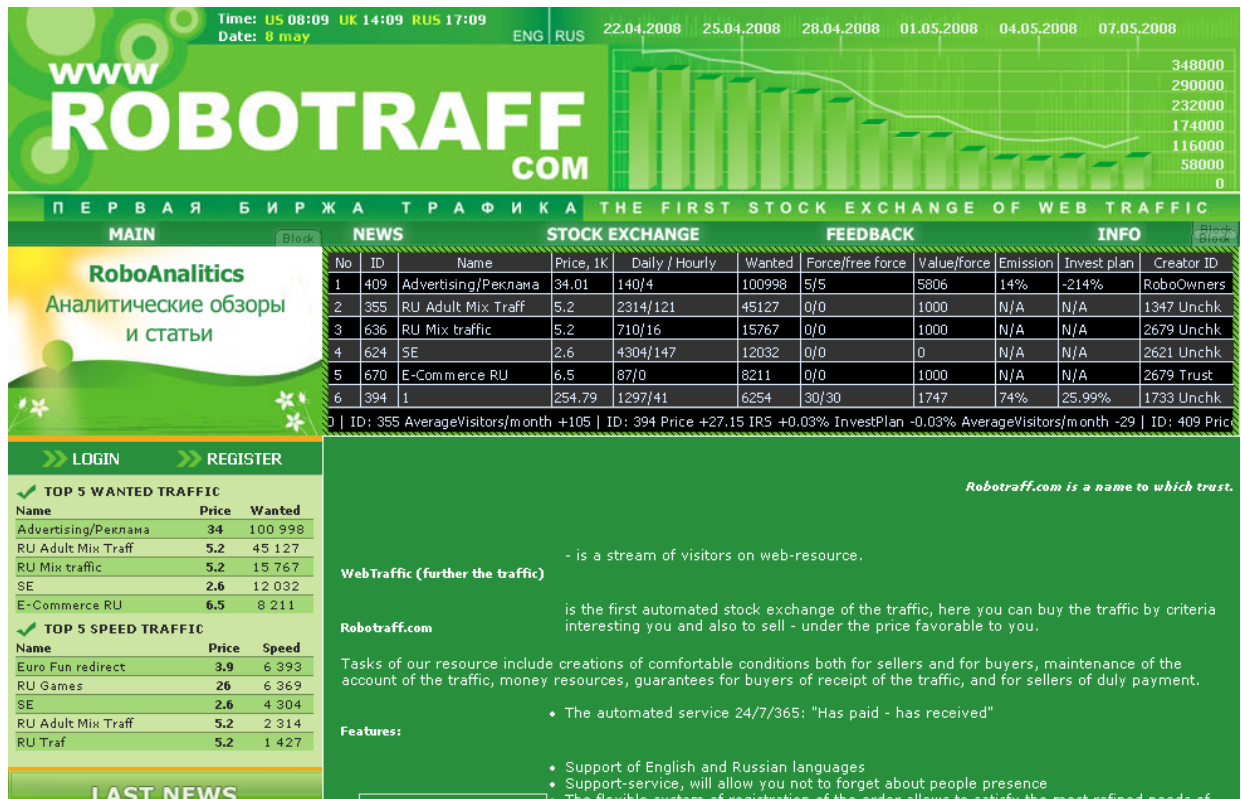 Time: US 08:09 UK 14:09 RUS 17:09
Date: 8 may
ENG | RUS
22.04.2008 25.04.2008 28.04.2008 01.05.2008 04.05.2008 07.05.2008
348000
290000
232000
174000
116000
58000
0
www
ROBOTRAFF
COM
ПЕРВАЯ БИРЖА ТРАФИКА THE FIRST STOCK EXCHANGE OF WEB TRAFFIC
MAIN NEWS STOCK EXCHANGE FEEDBACK INFO
Block
Block
Block
RoboAnalitics
Аналитические обзоры
и статьи
No ID Name Price, 1K Daily / Hourly Wanted Force/free force Value/force Emission Invest plan Creator ID
1 409 Advertising/Реклама 34.01 140/4 100998 5/5 5806 14% -214% RoboOwners
2 355 RU Adult Mix Traff 5.2 2314/121 45127 0/0 1000 N/A N/A 1347 Unchk
3 636 RU Mix traffic 5.2 710/16 15767 0/0 1000 N/A N/A 2679 Unchk
4 624 SE 2.6 4304/147 12032 0/0 0 N/A N/A 2621 Unchk
5 670 E-Commerce RU 6.5 87/0 8211 0/0 1000 N/A N/A 2679 Trust
6 394 1 254.79 1297/41 6254 30/30 1747 74% 25.99% 1733 Unchk
| ID: 355 AverageVisitors/month +105 | ID: 394 Price +27.15 IRS +0.03% InvestPlan -0.03% AverageVisitors/month -29 | ID: 409
LOGIN REGISTER
TOP 5 WANTED TRAFFIC
Name Price Wanted
Advertising/Реклама 34 100 998
RU Adult Mix Traff 5.2 45 127
RU Mix traffic 5.2 15 767
SE 2.6 12 032
E-Commerce RU 6.5 8 211
TOP 5 SPEED TRAFFIC
Name Price Speed
Euro Fun redirect 3.9 6 393
RU Games 26 6 369
SE 2.6 4 304
RU Adult Mix Traff 5.2 2 314
RU Traf 5.2 1 427
LAST NEWS
Robotraff.com is a name to which trust.
- is a stream of visitors on web-resource.
WebTraffic (further the traffic)
is the first automated stock exchange of the traffic, here you can buy the traffic by criteria
Robotraff.com interesting you and also to sell - under the price favorable to you.
Tasks of our resource include creations of comfortable conditions both for sellers and for buyers, maintenance of the
account of the traffic, money resources, guarantees for buyers of receipt of the traffic, and for sellers of duly payment.
• The automated service 24/7/365: "Has paid - has received"
Features:
• Support of English and Russian languages
• Support-service, will allow you not to forget about people presence
• The flexible system of registration of the order allows to satisfy the most refined needs of